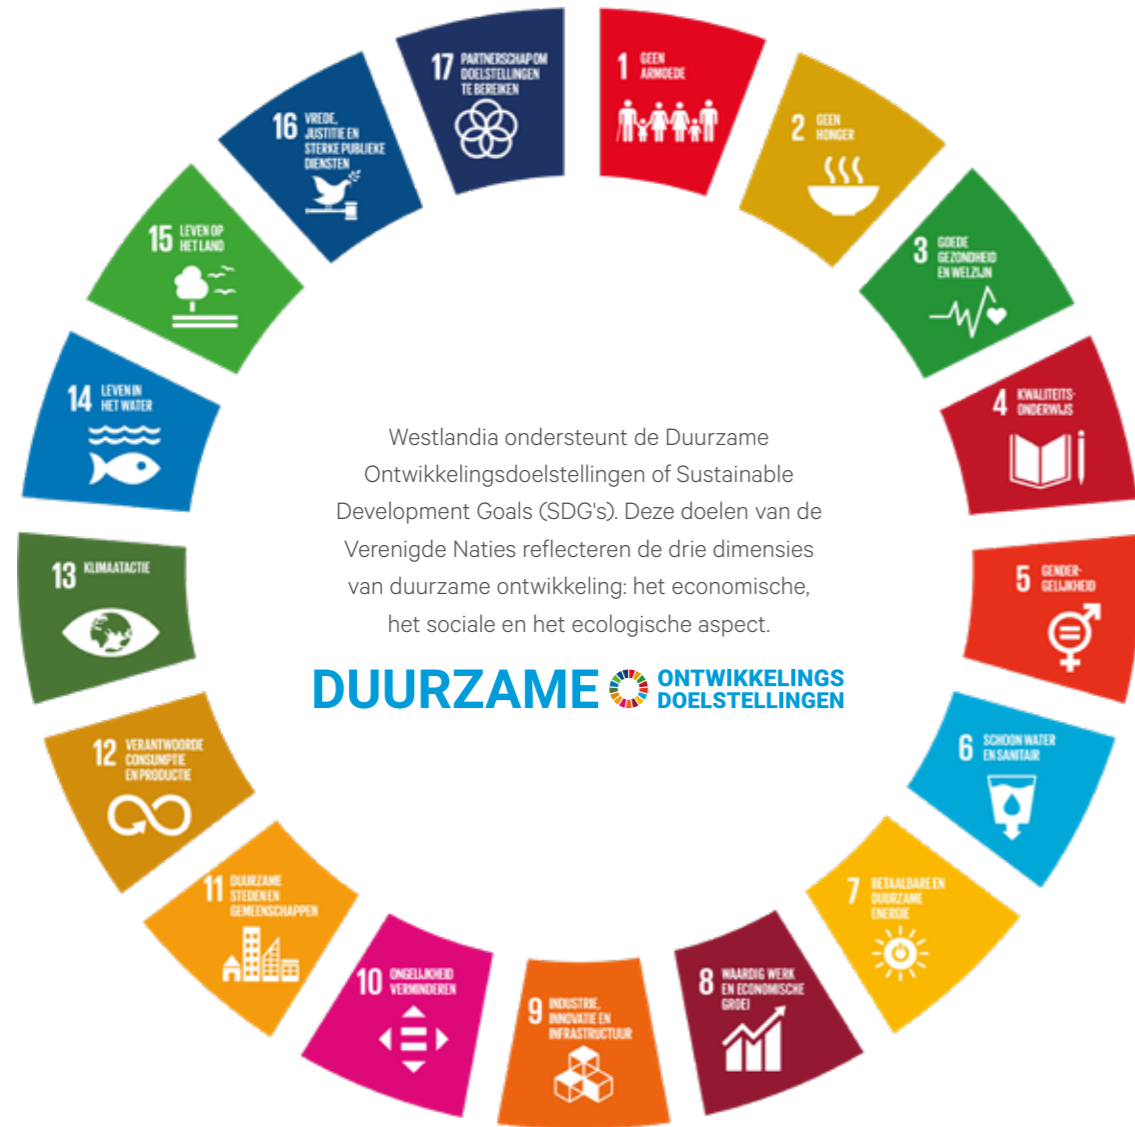 1 GEEN
ARMOEDE
2 GEEN
HONGER
3 GOEDE
GEZONDHEID
EN WELZIJN
4 KWALITEITS-
ONDERWIJS
5 GENDER-
GELIJKHEID
6 SCHOON WATER
EN SANITAIR
7 BETAALBARE EN
DUURZAME
ENERGIE
8 WAARDIG WERK
EN ECONOMISCHE
GROEI
9 INDUSTRIE,
INNOVATIE EN
INFRASTRUCTUUR
10 ONGELIJKHEID
VERMINDEREN
11 DUURZAME
STEDEN EN
GEMEENSCHAPPEN
12 VERANTWOORDE
CONSUMPTIE
EN PRODUCTIE
13 KLIMAATACTIE
14 LEVEN IN
HET WATER
15 LEVEN OP
HET LAND
16 VREDE,
JUSTITIE EN
STERKE PUBLIEKE
DIENSTEN
17 PARTNERSCHAP OM
DOELSTELLINGEN
TE BEREIKEN
Westlandia ondersteunt de Duurzame
Ontwikkelingsdoelstellingen of Sustainable
Development Goals (SDG's). Deze doelen van de
Verenigde Naties reflecteren de drie dimensies
van duurzame ontwikkeling: het economische,
het sociale en het ecologische aspect.
DUURZAME ONTWIKKELINGS
DOELSTELLINGEN